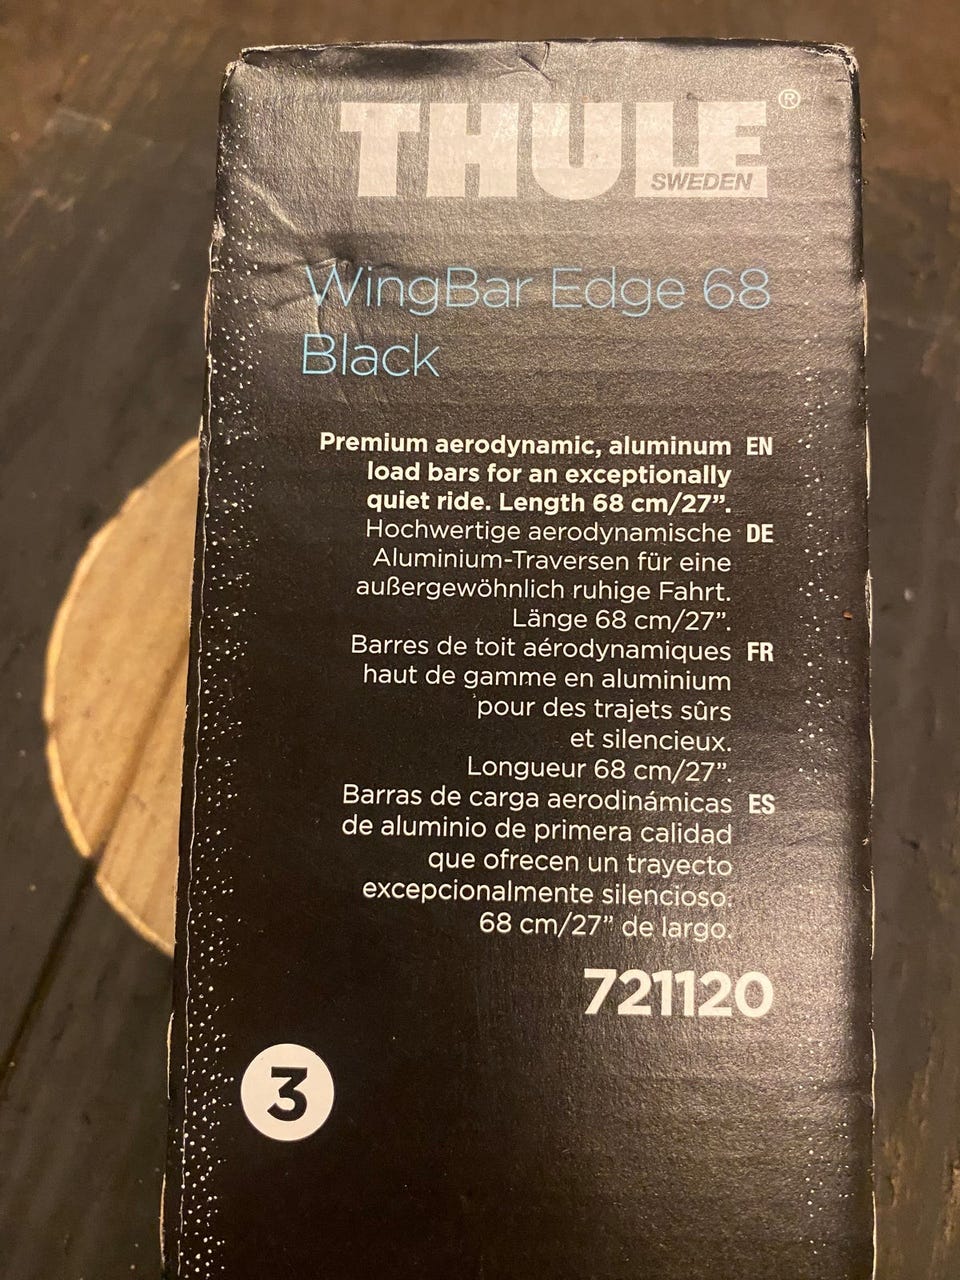 THULE®
SWEDEN
WingBar Edge 68
Black
Premium aerodynamic, aluminum EN
load bars for an exceptionally
quiet ride. Length 68 cm/27”.
Hochwertige aerodynamische DE
Aluminium-Traversen für eine
außergewöhnlich ruhige Fahrt.
Länge 68 cm/27”.
Barres de toit aérodynamiques FR
haut de gamme en aluminium
pour des trajets sûrs
et silencieux.
Longueur 68 cm/27”.
Barras de carga aerodinámicas ES
de aluminio de primera calidad
que ofrecen un trayecto
excepcionalmente silencioso:
68 cm/27” de largo.
721120
3